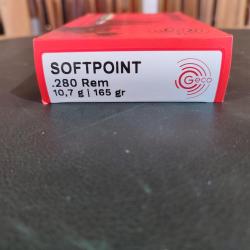 SOFTPOINT
.280 Rem
10,7 g | 165 gr
Geco